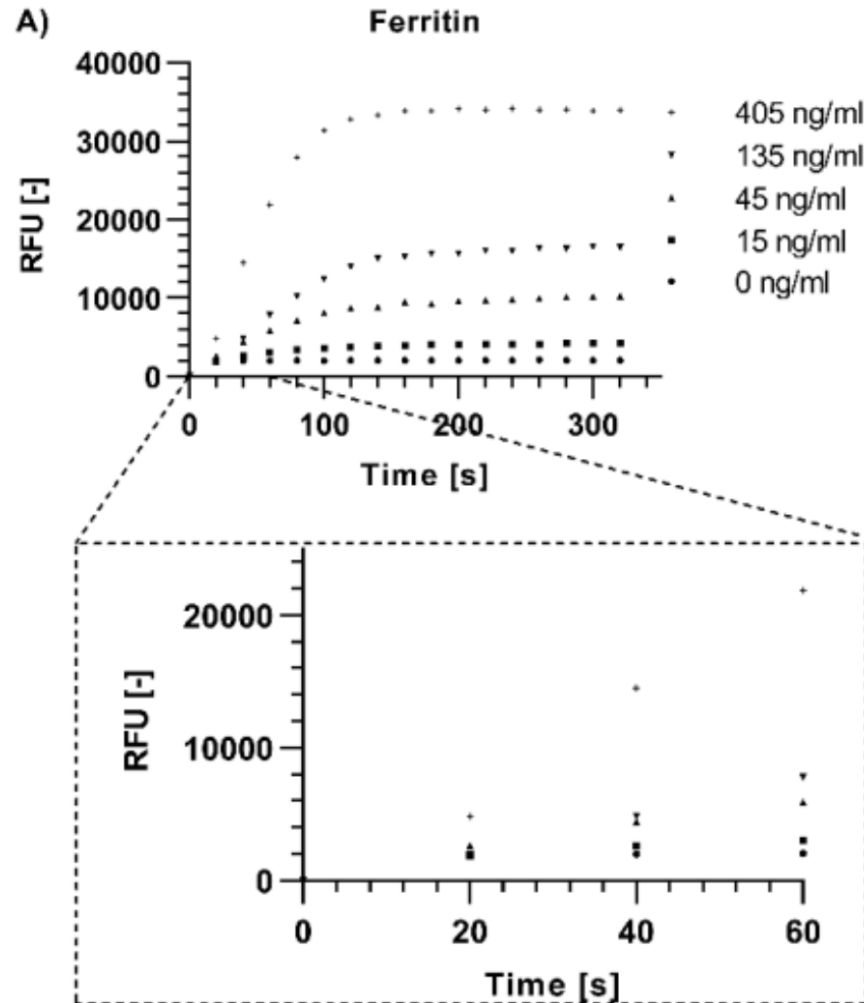 A)
Ferritin
40000
30000
20000
10000
0
RFU [-]
0 100 200 300
Time [s]
405 ng/ml
135 ng/ml
45 ng/ml
15 ng/ml
0 ng/ml
20000
10000
0
RFU [-]
0 20 40 60
Time [s]